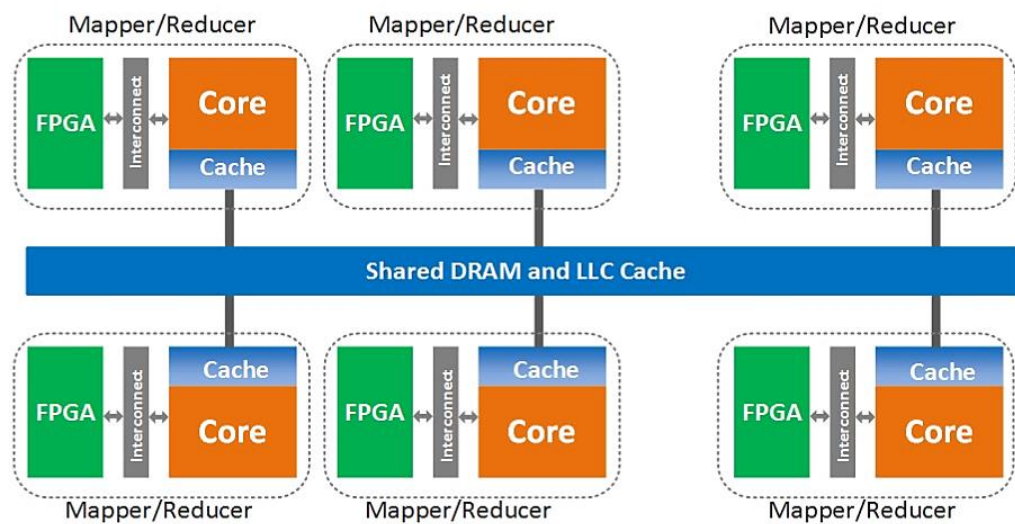 Mapper/Reducer
FPGA
Interconnect
Core
Cache
Mapper/Reducer
FPGA
Interconnect
Core
Cache
Mapper/Reducer
FPGA
Interconnect
Core
Cache
Shared DRAM and LLC Cache
FPGA
Interconnect
Cache
Core
Mapper/Reducer
FPGA
Interconnect
Cache
Core
Mapper/Reducer
FPGA
Interconnect
Cache
Core
Mapper/Reducer